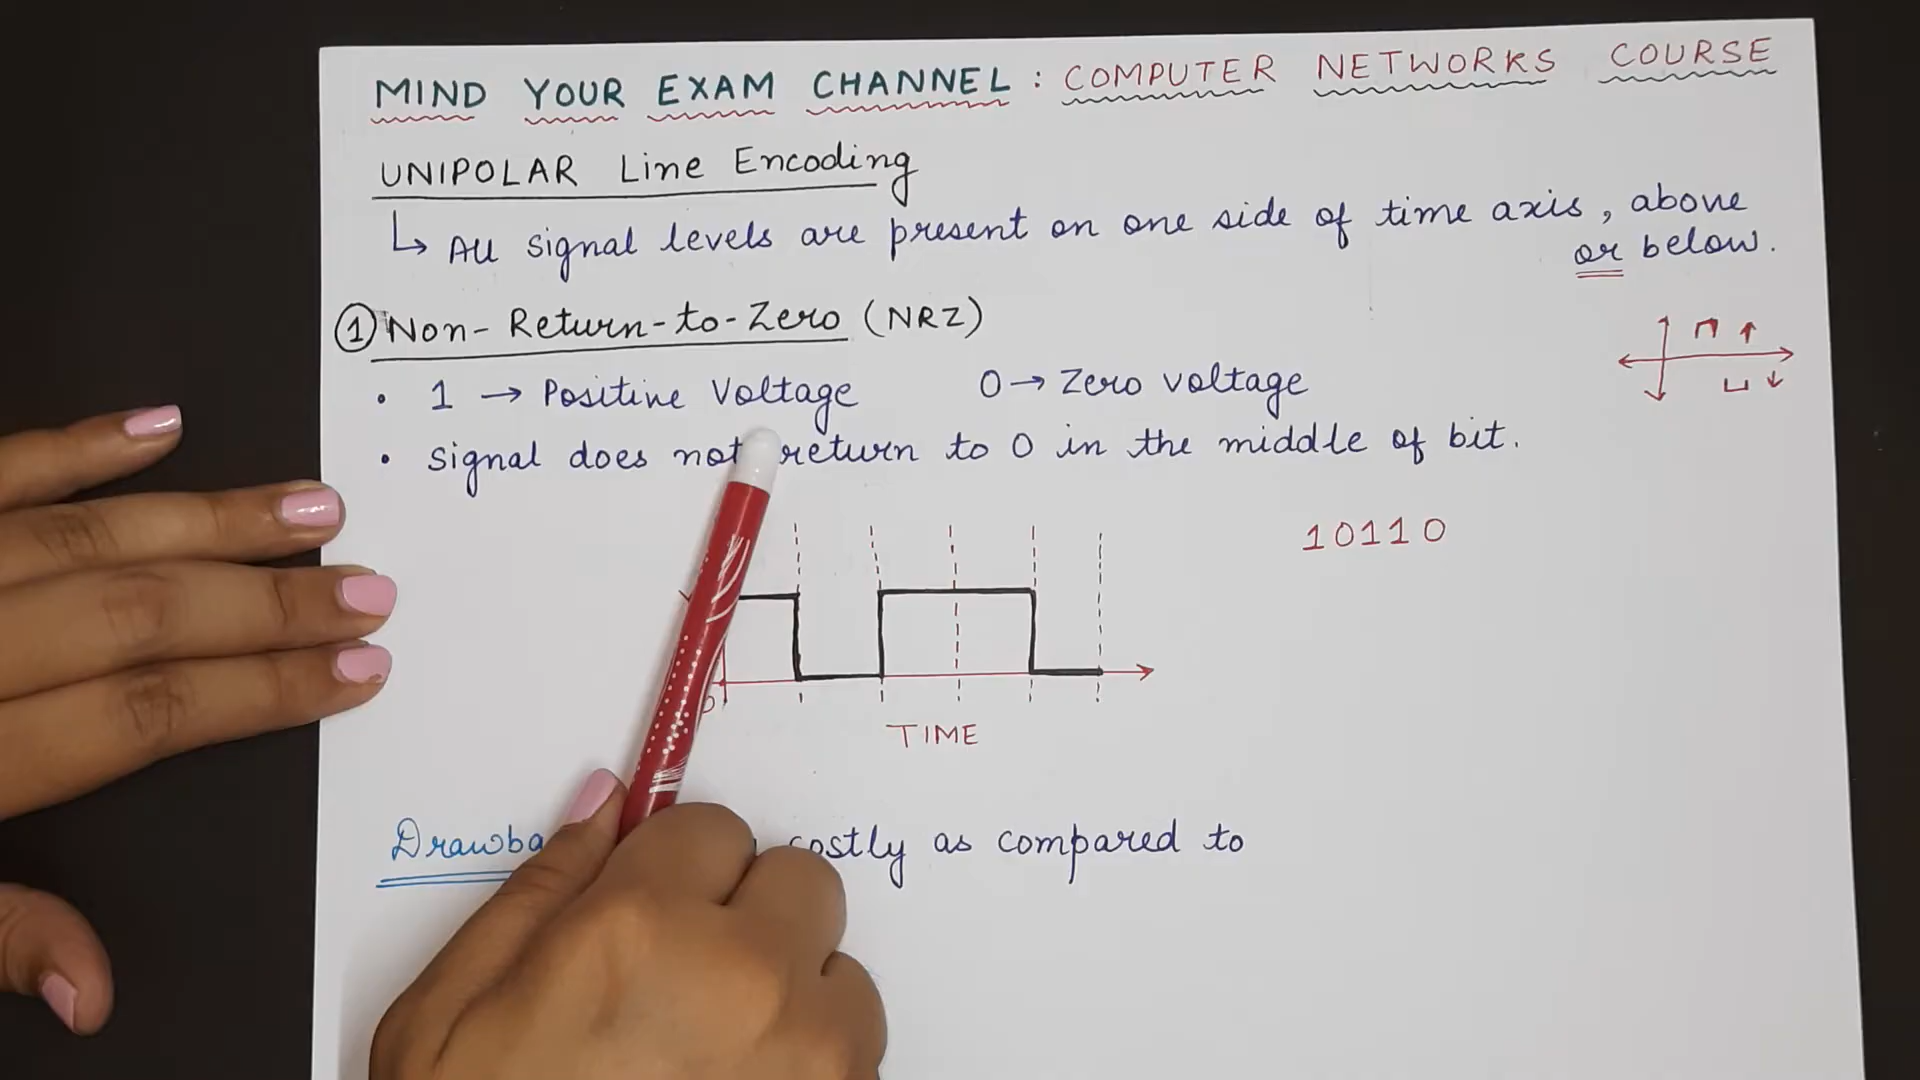 MIND YOUR EXAM CHANNEL : COMPUTER NETWORKS COURSE
UNIPOLAR Line Encoding
↳ All signal levels are present on one side of time axis, above
or below.
① Non-Return-to-Zero (NRZ)
• 1 → Positive Voltage 0 → Zero voltage
• signal does not return to 0 in the middle of bit.
10110
TIME
costly as compared to